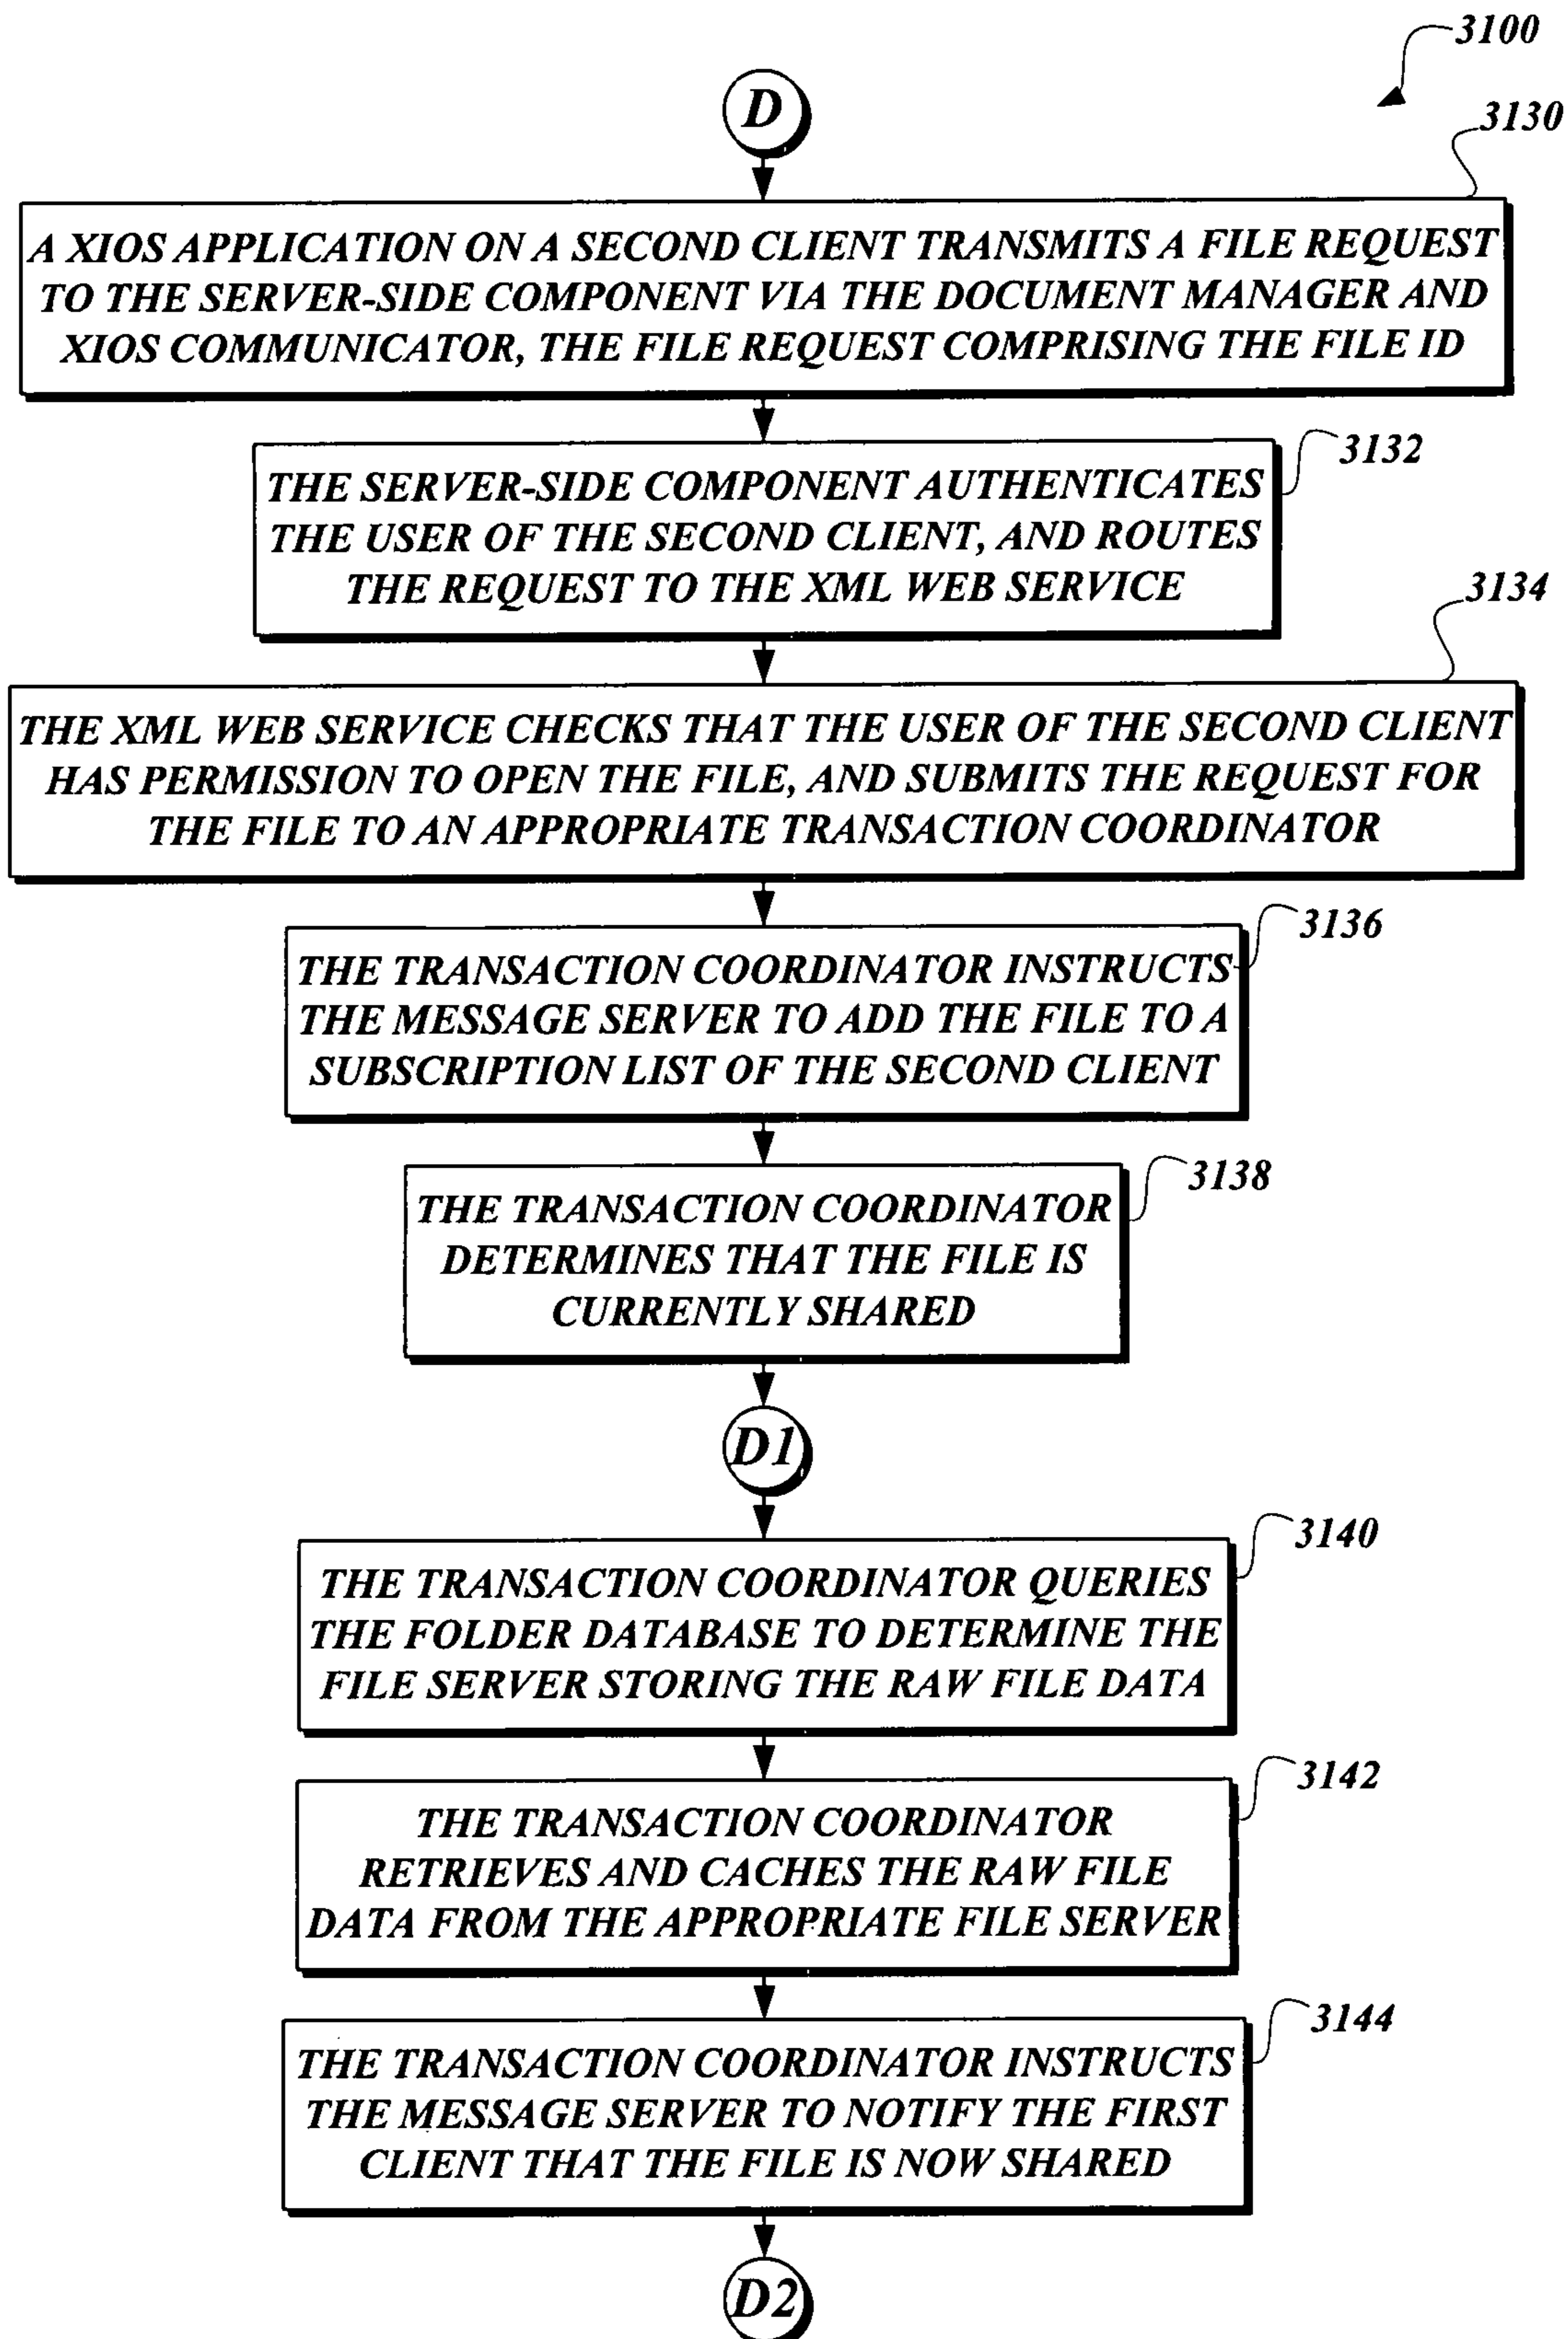 3100
D
3130
A XIOS APPLICATION ON A SECOND CLIENT TRANSMITS A FILE REQUEST
TO THE SERVER-SIDE COMPONENT VIA THE DOCUMENT MANAGER AND
XIOS COMMUNICATOR, THE FILE REQUEST COMPRISING THE FILE ID
3132
THE SERVER-SIDE COMPONENT AUTHENTICATES
THE USER OF THE SECOND CLIENT, AND ROUTES
THE REQUEST TO THE XML WEB SERVICE
3134
THE XML WEB SERVICE CHECKS THAT THE USER OF THE SECOND CLIENT
HAS PERMISSION TO OPEN THE FILE, AND SUBMITS THE REQUEST FOR
THE FILE TO AN APPROPRIATE TRANSACTION COORDINATOR
3136
THE TRANSACTION COORDINATOR INSTRUCTS
THE MESSAGE SERVER TO ADD THE FILE TO A
SUBSCRIPTION LIST OF THE SECOND CLIENT
3138
THE TRANSACTION COORDINATOR
DETERMINES THAT THE FILE IS
CURRENTLY SHARED
D1
3140
THE TRANSACTION COORDINATOR QUERIES
THE FOLDER DATABASE TO DETERMINE THE
FILE SERVER STORING THE RAW FILE DATA
3142
THE TRANSACTION COORDINATOR
RETRIEVES AND CACHES THE RAW FILE
DATA FROM THE APPROPRIATE FILE SERVER
3144
THE TRANSACTION COORDINATOR INSTRUCTS
THE MESSAGE SERVER TO NOTIFY THE FIRST
CLIENT THAT THE FILE IS NOW SHARED
D2